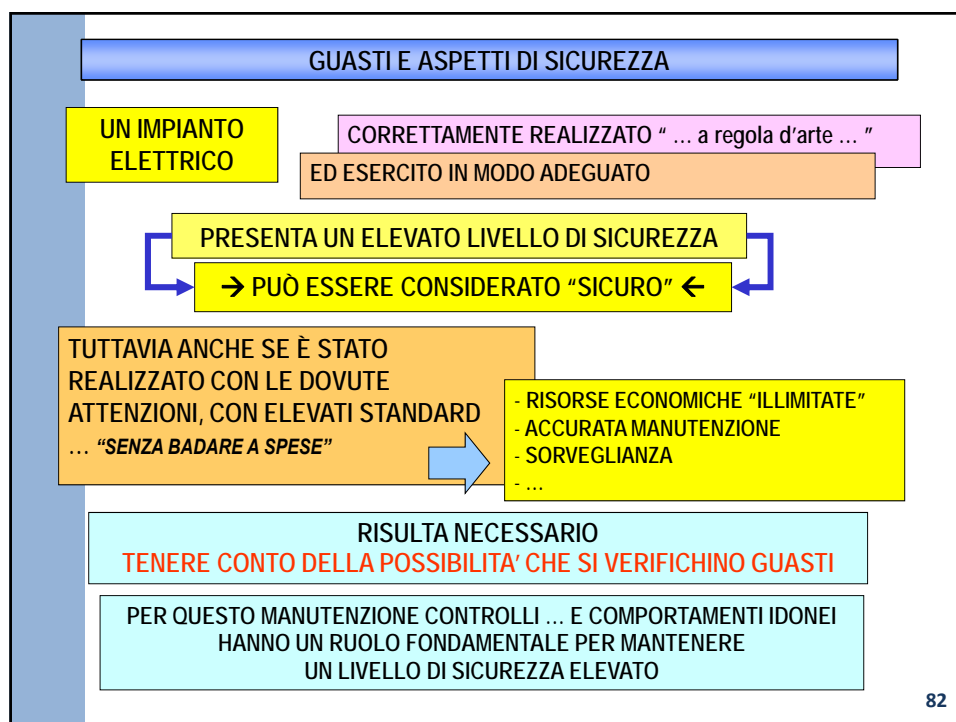 GUASTI E ASPETTI DI SICUREZZA
UN IMPIANTO
ELETTRICO
CORRETTAMENTE REALIZZATO “ … a regola d’arte … ”
ED ESERCITO IN MODO ADEGUATO
PRESENTA UN ELEVATO LIVELLO DI SICUREZZA
→ PUÒ ESSERE CONSIDERATO “SICURO” ←
TUTTAVIA ANCHE SE È STATO
REALIZZATO CON LE DOVUTE
ATTENZIONI, CON ELEVATI STANDARD
… “SENZA BADARE A SPESE”
- RISORSE ECONOMICHE “ILLIMITATE”
- ACCURATA MANUTENZIONE
- SORVEGLIANZA
- …
RISULTA NECESSARIO
TENERE CONTO DELLA POSSIBILITA’ CHE SI VERIFICHINO GUASTI
PER QUESTO MANUTENZIONE CONTROLLI … E COMPORTAMENTI IDONEI
HANNO UN RUOLO FONDAMENTALE PER MANTENERE
UN LIVELLO DI SICUREZZA ELEVATO
82